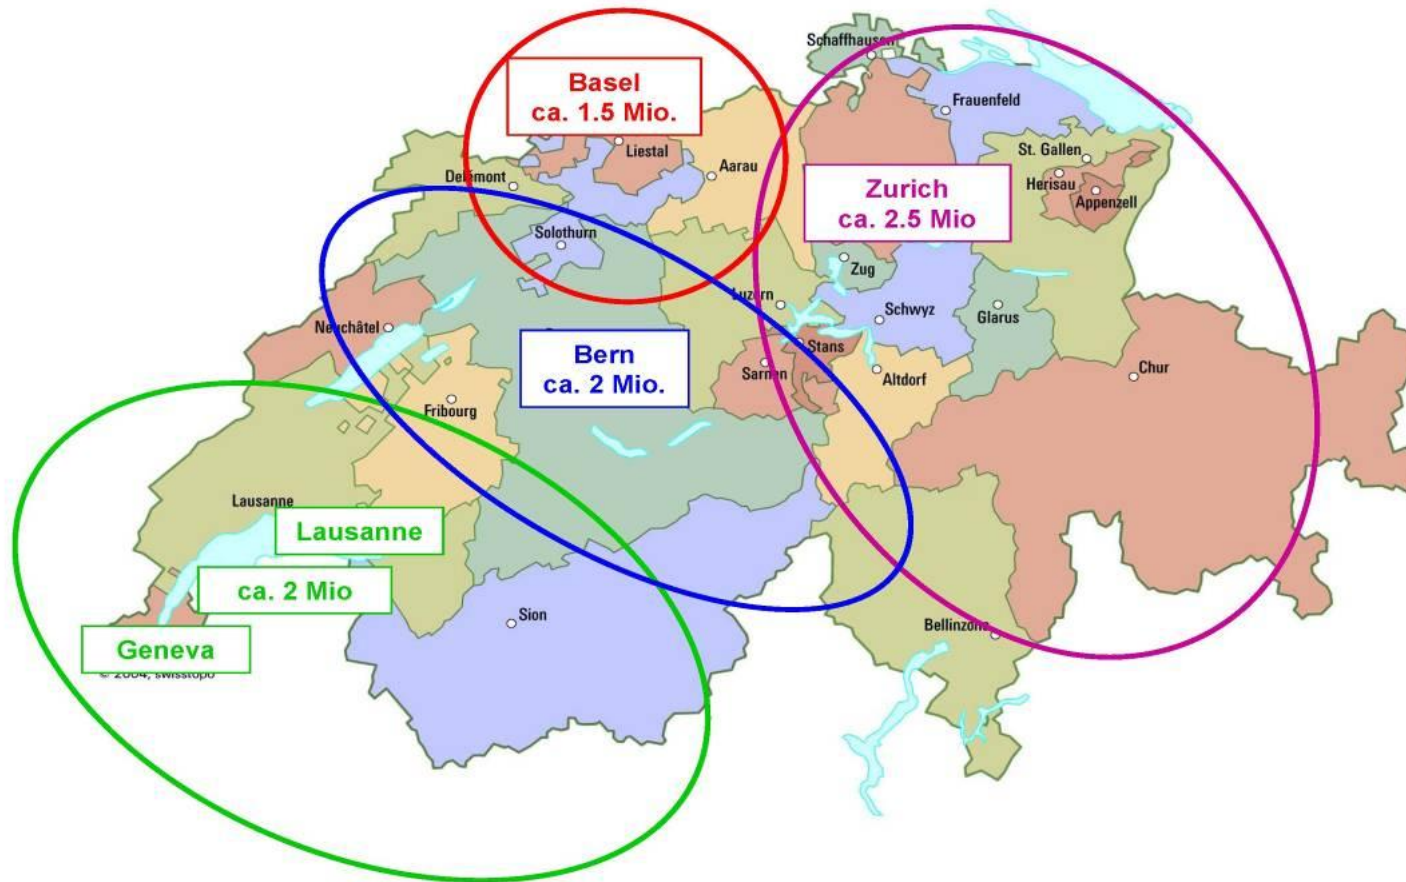 Schaffhausen
Basel
ca. 1.5 Mio.
Frauenfeld
Liestal
St. Gallen
Delémont
Aarau
Herisau
Zurich
ca. 2.5 Mio
Appenzell
Solothurn
Zug
Luzern
Schwyz
Glarus
Neuchâtel
Stans
Bern
ca. 2 Mio.
Sarnen
Altdorf
Chur
Fribourg
Lausanne
Lausanne
ca. 2 Mio
Sion
Bellinzona
Geneva
© 2004, swisstopo